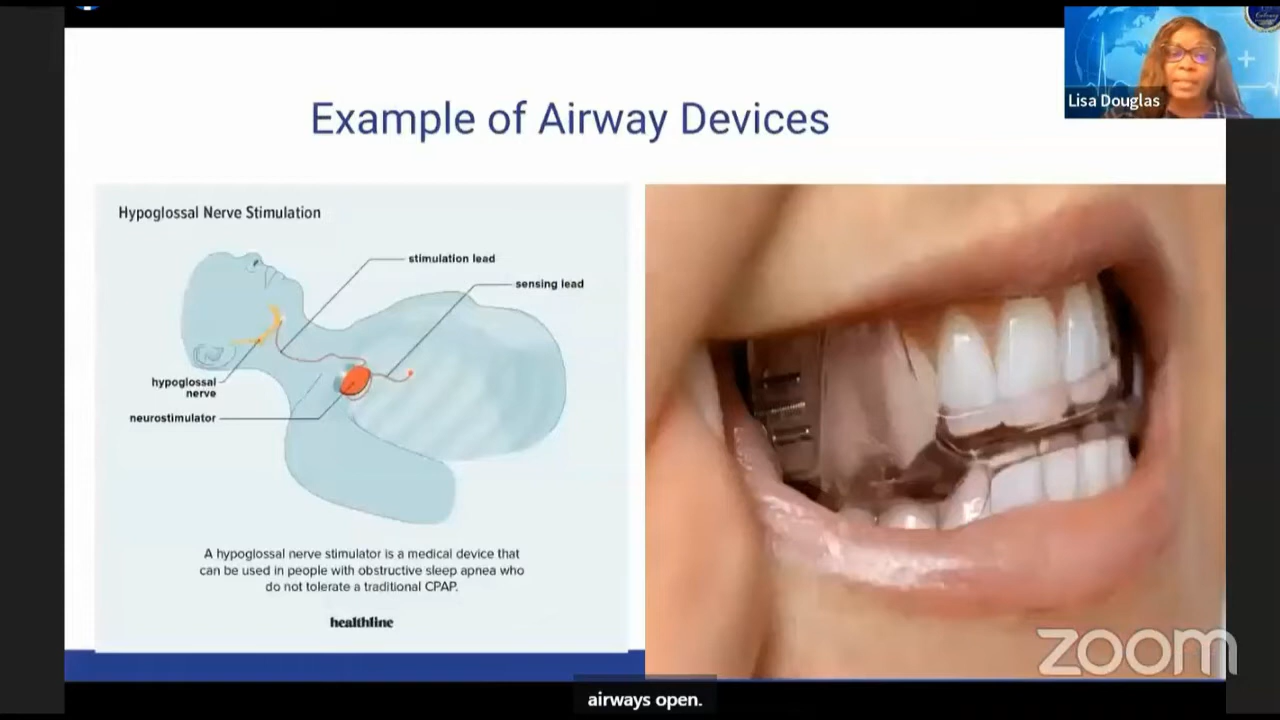 Example of Airway Devices
Lisa Douglas
Hypoglossal Nerve Stimulation
stimulation lead
sensing lead
hypoglossal
nerve
neurostimulator
A hypoglossal nerve stimulator is a medical device that
can be used in people with obstructive sleep apnea who
do not tolerate a traditional CPAP.
healthline
zoom
airways open.